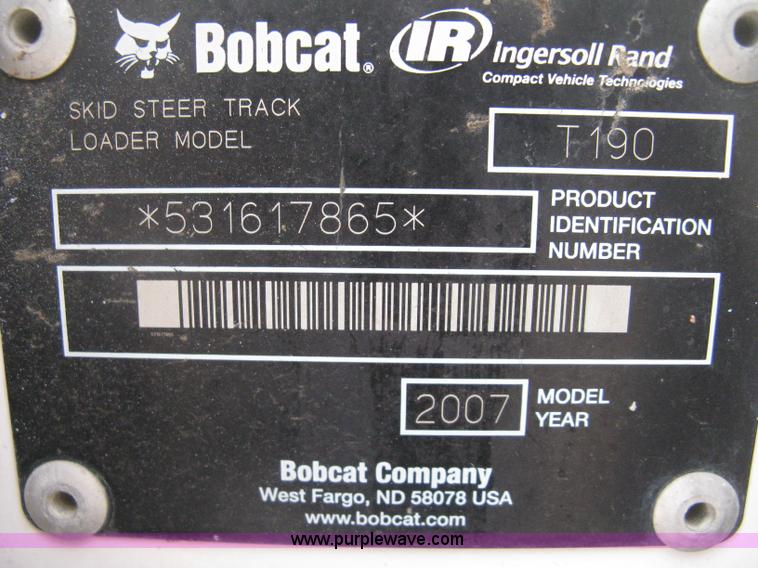 Bobcat® IR Ingersoll Rand
Compact Vehicle Technologies
SKID STEER TRACK
LOADER MODEL
T190
*531617865*
PRODUCT
IDENTIFICATION
NUMBER
2007
MODEL
YEAR
Bobcat Company
West Fargo, ND 58078 USA
www.bobcat.com
www.purplewave.com